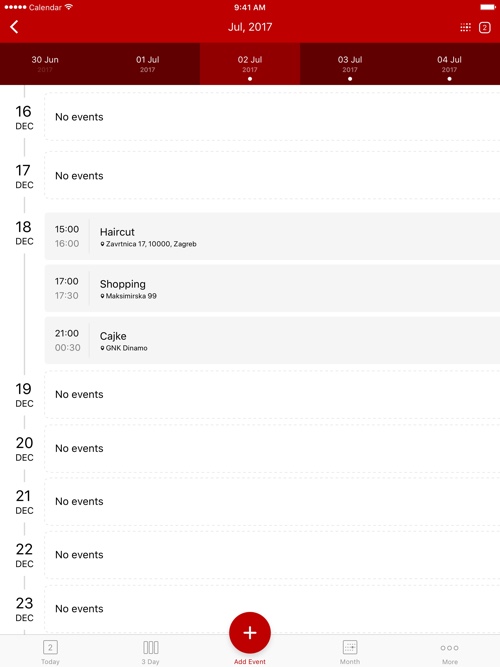 Calendar 9:41 AM
Jul, 2017 2
30 Jun 01 Jul 02 Jul 03 Jul 04 Jul
2017 2017 2017 2017 2017
16
DEC
No events
17
DEC
No events
18
DEC
15:00 Haircut
16:00 Zavrtnica 17, 10000, Zagreb
17:00 Shopping
17:30 Maksimirska 99
21:00 Cajke
00:30 GNK Dinamo
19
DEC
No events
20
DEC
No events
21
DEC
No events
22
DEC
No events
23
DEC
No events
2
Today 3 Day Add Event Month More